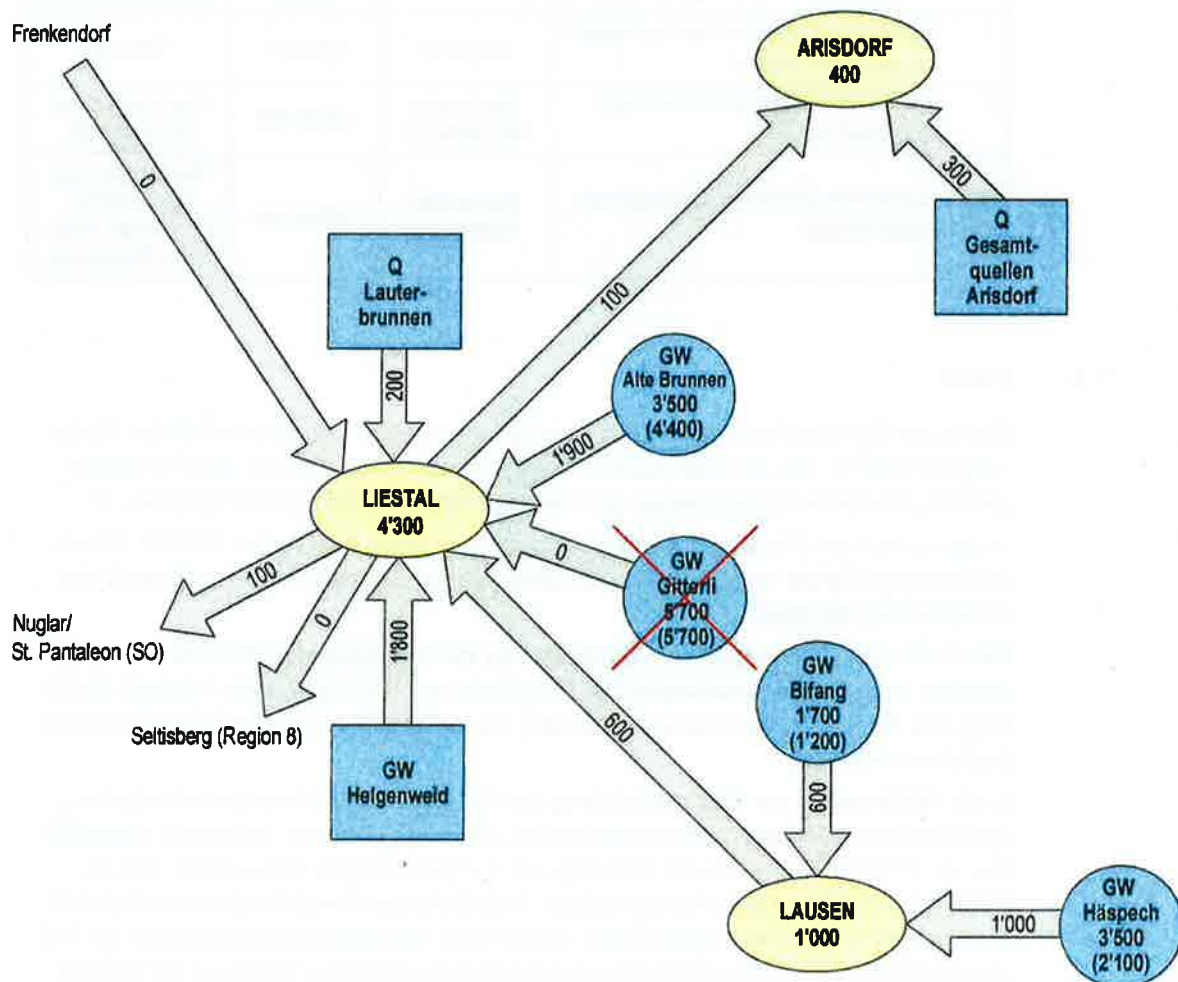 Frenkendorf
ARISDORF
400
0
300
Q
Gesamt-
quellen
Arisdorf
Q
Lauter-
brunnen
100
200
GW
Alte Brunnen
3'500
(4'400)
1'900
LIESTAL
4'300
0
GW
Gitterli
5'700
(5'700)
100
0
1'800
Nuglar/
St. Pantaleon (SO)
Seltisberg (Region 8)
GW
Helgenweid
600
GW
Bifang
1'700
(1'200)
600
LAUSEN
1'000
1'000
GW
Häspech
3'500
(2'100)